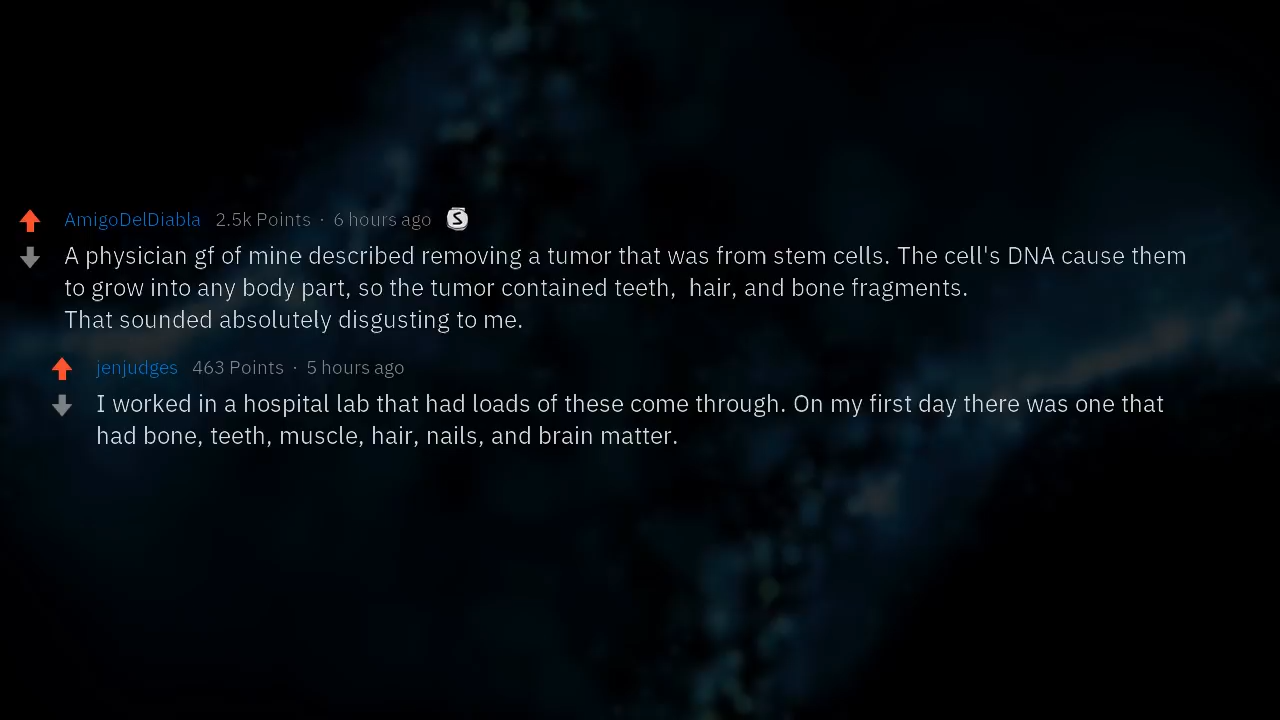 AmigoDelDiabla 2.5k Points · 6 hours ago S
A physician gf of mine described removing a tumor that was from stem cells. The cell's DNA cause them
to grow into any body part, so the tumor contained teeth,  hair, and bone fragments.
That sounded absolutely disgusting to me.
jenjudges 463 Points · 5 hours ago
I worked in a hospital lab that had loads of these come through. On my first day there was one that
had bone, teeth, muscle, hair, nails, and brain matter.